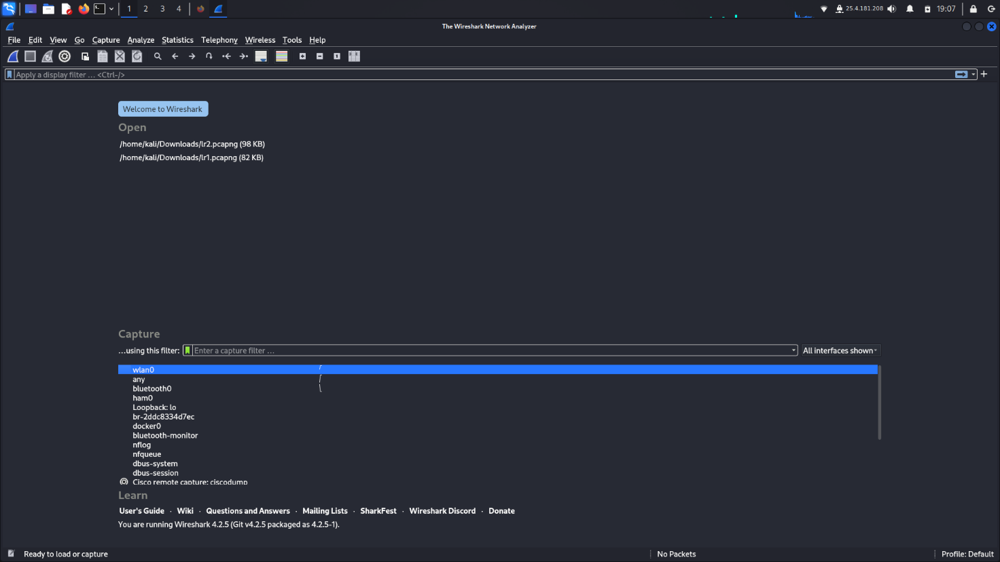 1 2 3 4 25.4.181.208 19:07
The Wireshark Network Analyzer
File Edit View Go Capture Analyze Statistics Telephony Wireless Tools Help
Apply a display filter … <Ctrl-/>
Welcome to Wireshark
Open
/home/kali/Downloads/lr2.pcapng (98 KB)
/home/kali/Downloads/lr1.pcapng (82 KB)
Capture
…using this filter: Enter a capture filter … All interfaces shown
wlan0
any
bluetooth0
ham0
Loopback: lo
br-2ddc8334d7ec
docker0
bluetooth-monitor
nflog
nfqueue
dbus-system
dbus-session
Cisco remote capture: ciscodump
Learn
User's Guide · Wiki · Questions and Answers · Mailing Lists · SharkFest · Wireshark Discord · Donate
You are running Wireshark 4.2.5 (Git v4.2.5 packaged as 4.2.5-1).
Ready to load or capture No Packets Profile: Default